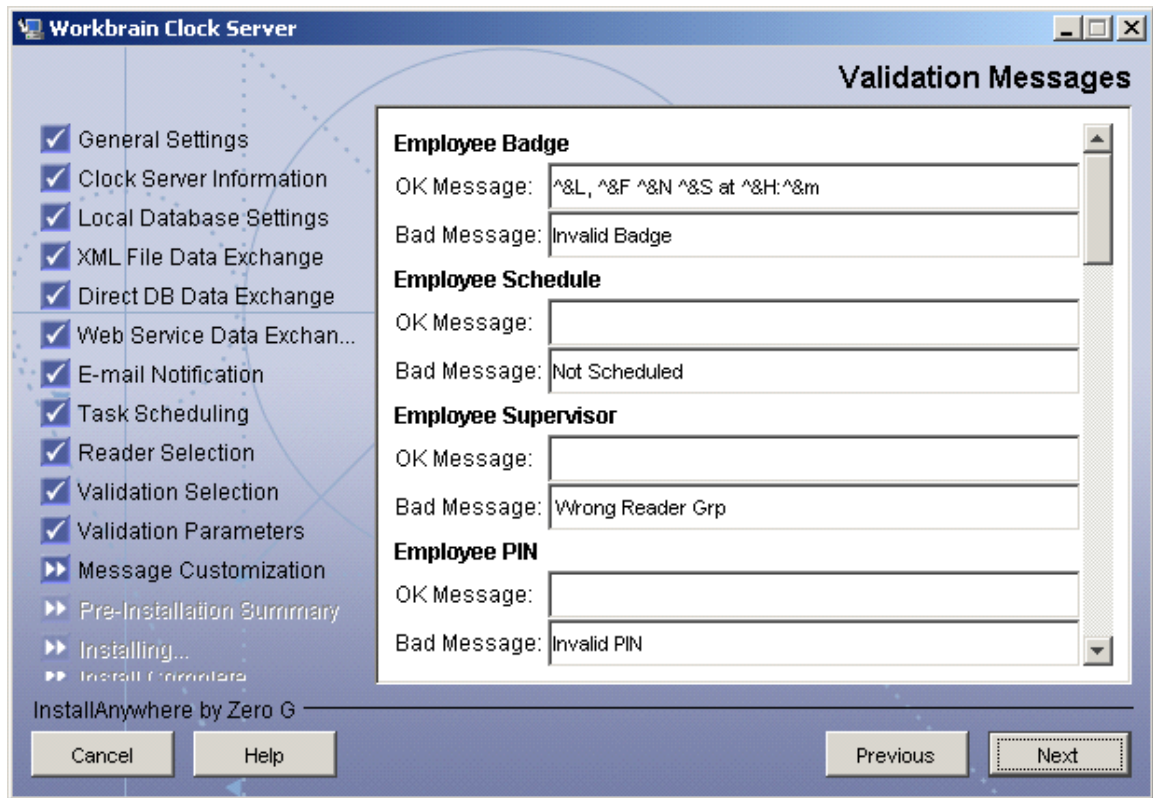 Workbrain Clock Server
Validation Messages
General Settings
Clock Server Information
Local Database Settings
XML File Data Exchange
Direct DB Data Exchange
Web Service Data Exchan...
E-mail Notification
Task Scheduling
Reader Selection
Validation Selection
Validation Parameters
Message Customization
Pre-Installation Summary
Installing...
Install Complete
Employee Badge
OK Message: ^&L, ^&F ^&N ^&S at ^&H:^&m
Bad Message: Invalid Badge
Employee Schedule
OK Message:
Bad Message: Not Scheduled
Employee Supervisor
OK Message:
Bad Message: Wrong Reader Grp
Employee PIN
OK Message:
Bad Message: Invalid PIN
InstallAnywhere by Zero G
Cancel Help Previous Next